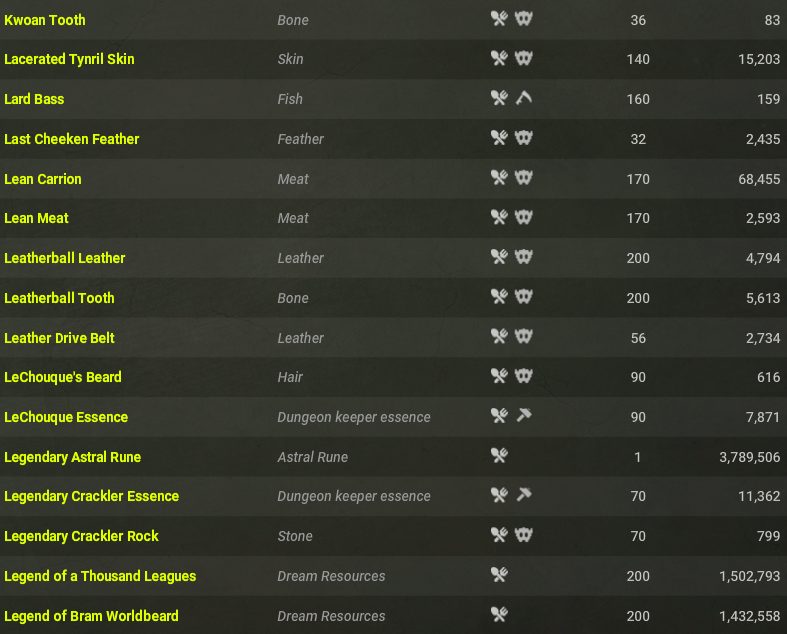 Kwoan Tooth Bone 36 83
Lacerated Tynril Skin Skin 140 15,203
Lard Bass Fish 160 159
Last Cheeken Feather Feather 32 2,435
Lean Carrion Meat 170 68,455
Lean Meat Meat 170 2,593
Leatherball Leather Leather 200 4,794
Leatherball Tooth Bone 200 5,613
Leather Drive Belt Leather 56 2,734
LeChouque's Beard Hair 90 616
LeChouque Essence Dungeon keeper essence 90 7,871
Legendary Astral Rune Astral Rune 1 3,789,506
Legendary Crackler Essence Dungeon keeper essence 70 11,362
Legendary Crackler Rock Stone 70 799
Legend of a Thousand Leagues Dream Resources 200 1,502,793
Legend of Bram Worldbeard Dream Resources 200 1,432,558